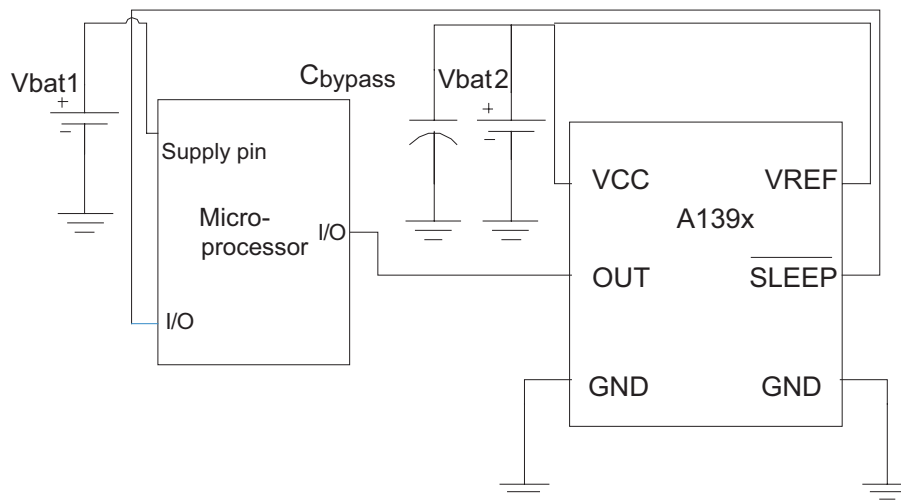 Vbat1
+
–
Cbypass
Vbat2
+
–
Supply pin
Micro-
processor
I/O
I/O
VCC
VREF
A139x
OUT
SLEEP
GND
GND